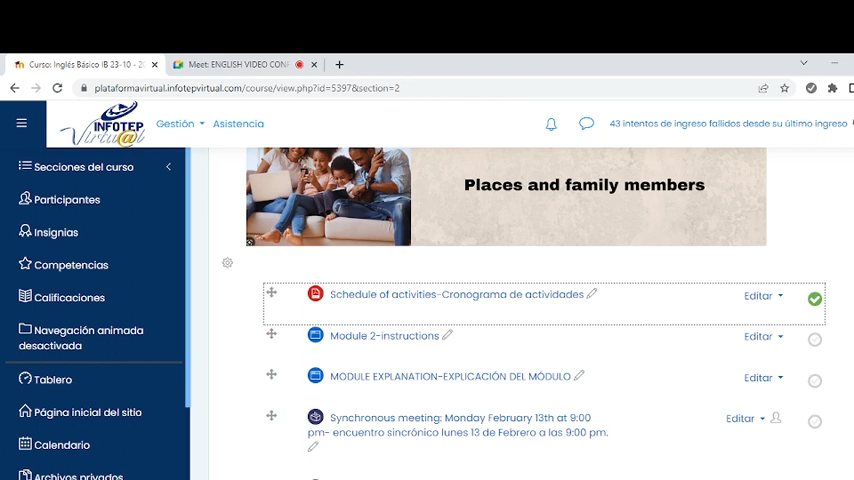 Curso: Inglés Básico IB 23-10 - 20
Meet: ENGLISH VIDEO CONF
plataformavirtual.infotepvirtual.com/course/view.php?id=5397&section=2
INFOTEP
Virtu@l
Gestión
Asistencia
43 intentos de ingreso fallidos desde su último ingreso
Secciones del curso
Participantes
Insignias
Competencias
Calificaciones
Navegación animada
desactivada
Tablero
Página inicial del sitio
Calendario
Archivos privados
Places and family members
Schedule of activities-Cronograma de actividades
Editar
Module 2-instructions
Editar
MODULE EXPLANATION-EXPLICACIÓN DEL MÓDULO
Editar
Synchronous meeting: Monday February 13th at 9:00
pm- encuentro sincrónico lunes 13 de Febrero a las 9:00 pm.
Editar